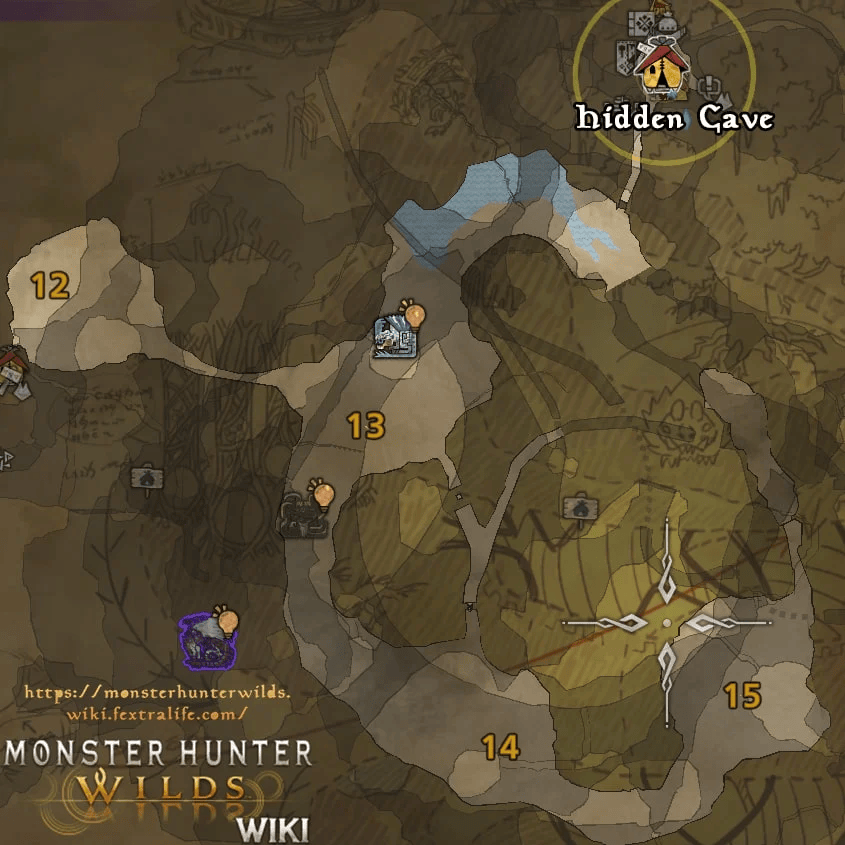 Hidden Cave
12
13
15
14
https://monsterhunterwilds.
wiki.fextralife.com/
MONSTER HUNTER
WILDS
WIKI